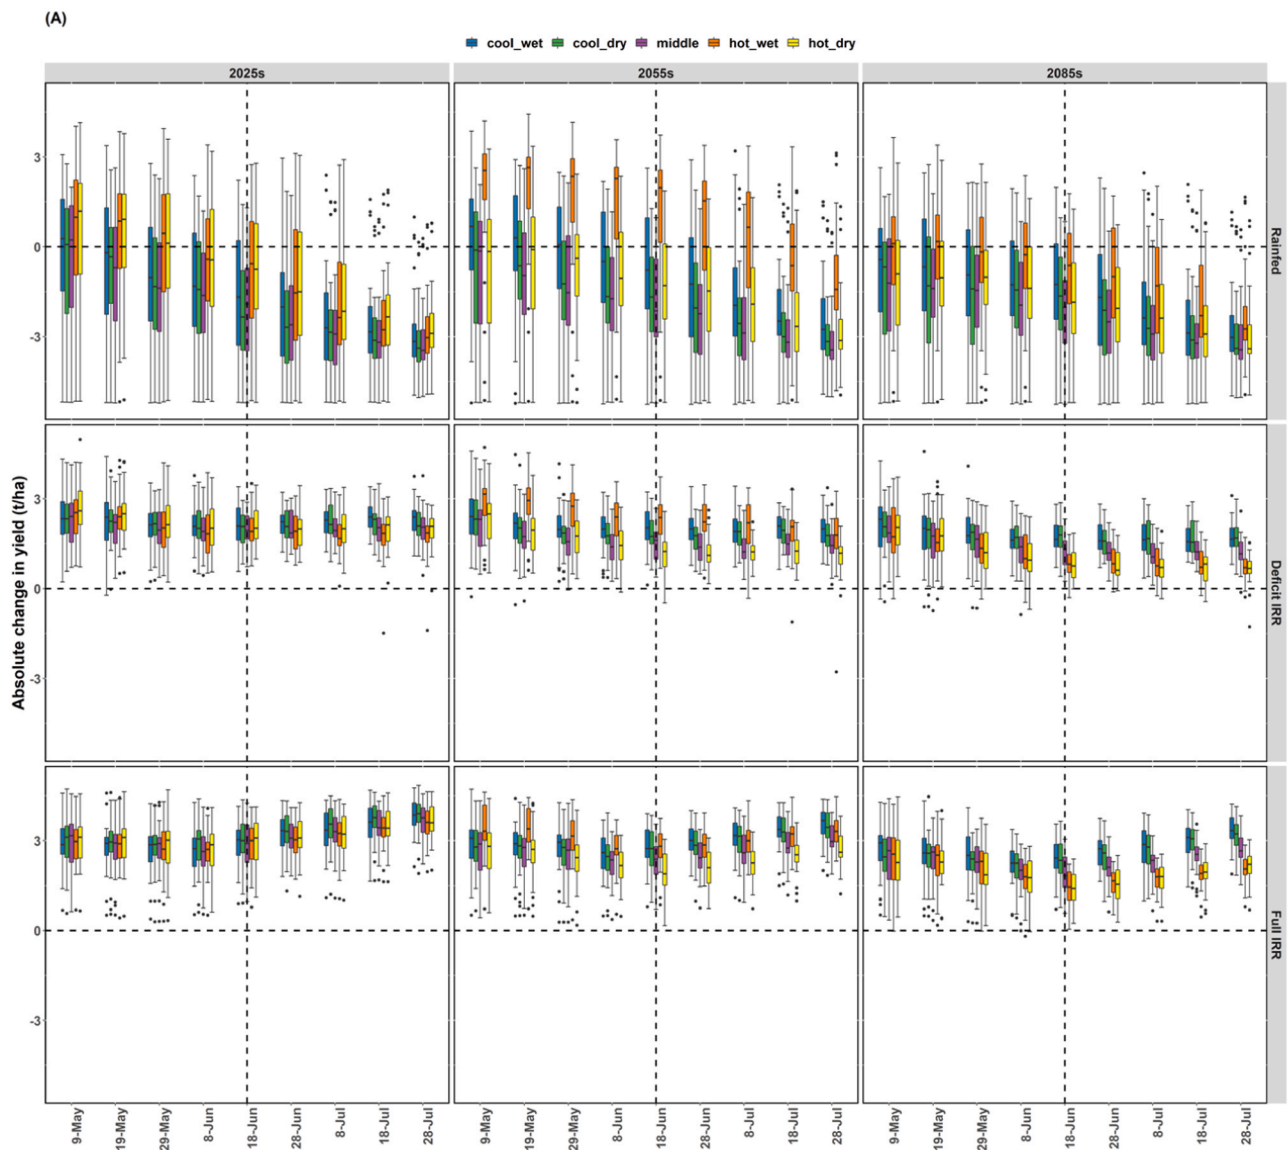 (A)
cool_wet cool_dry middle hot_wet hot_dry
2025s 2055s 2085s
Absolute change in yield (t/ha)
3
0
-3
Rainfed
3
0
-3
Deficit IRR
3
0
-3
Full IRR
9-May 19-May 29-May 8-Jun 18-Jun 28-Jun 8-Jul 18-Jul 28-Jul 9-May 19-May 29-May 8-Jun 18-Jun 28-Jun 8-Jul 18-Jul 28-Jul 9-May 19-May 29-May 8-Jun 18-Jun 28-Jun 8-Jul 18-Jul 28-Jul